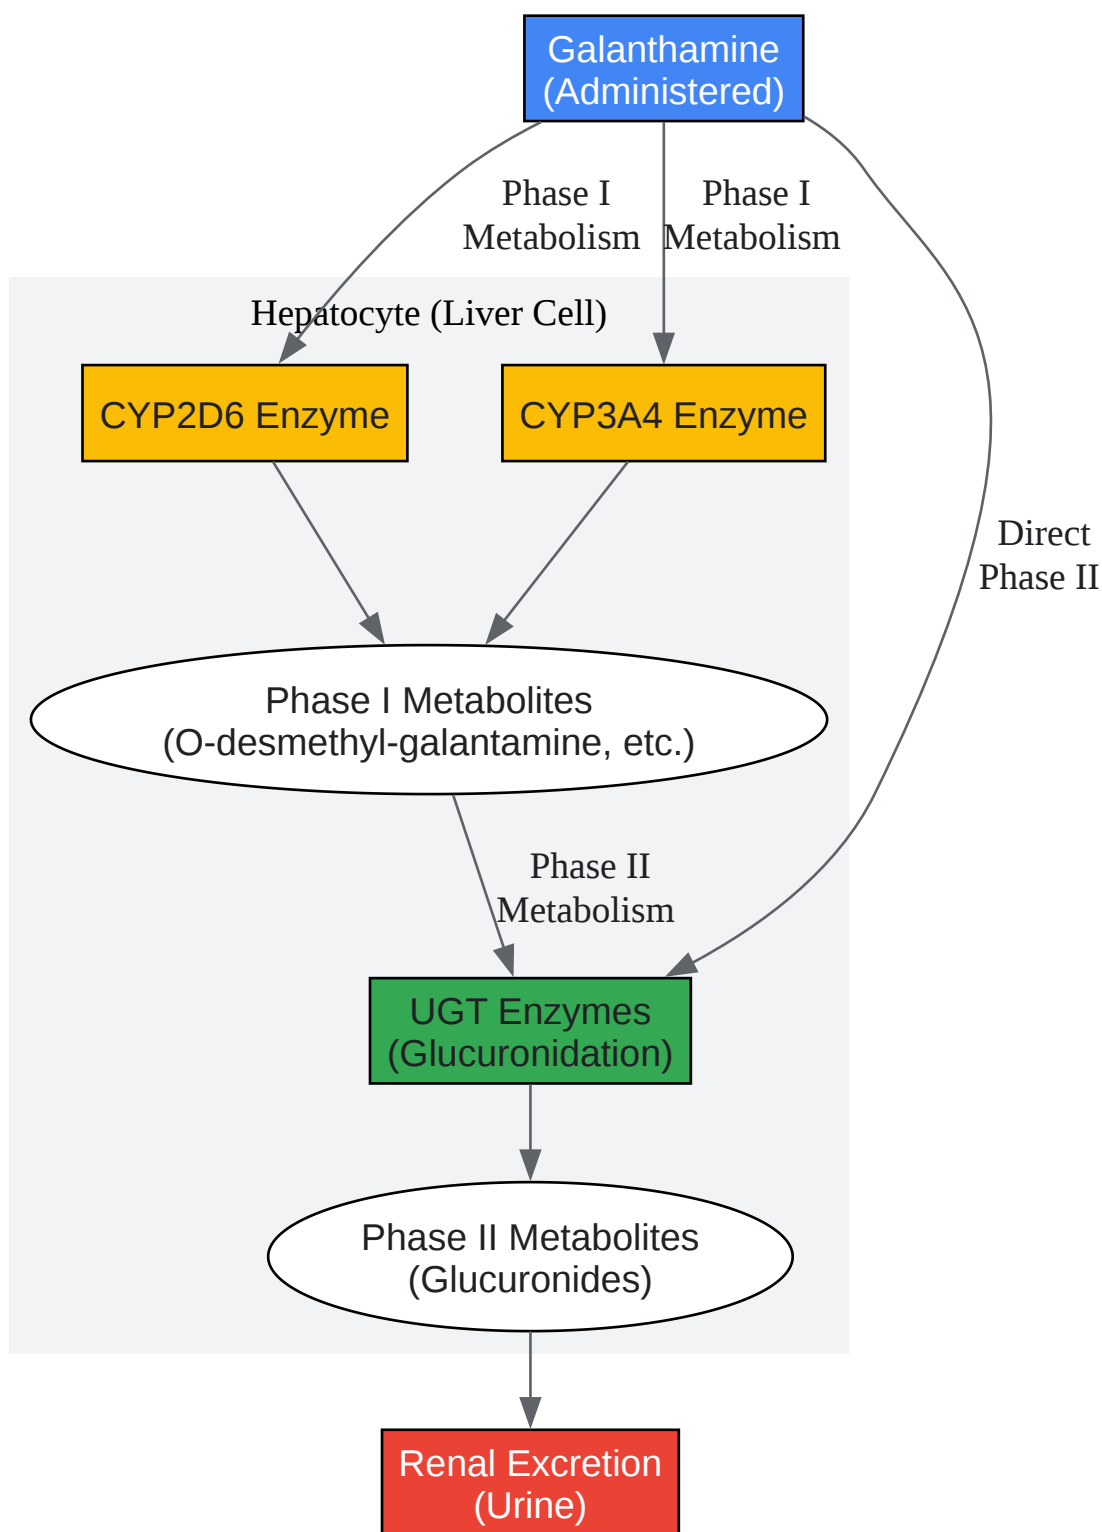 Galanthamine
(Administered)
Phase I
Metabolism
Phase I
Metabolism
Hepatocyte (Liver Cell)
CYP2D6 Enzyme
CYP3A4 Enzyme
Direct
Phase II
Phase I Metabolites
(O-desmethyl-galantamine, etc.)
Phase II
Metabolism
UGT Enzymes
(Glucuronidation)
Phase II Metabolites
(Glucuronides)
Renal Excretion
(Urine)